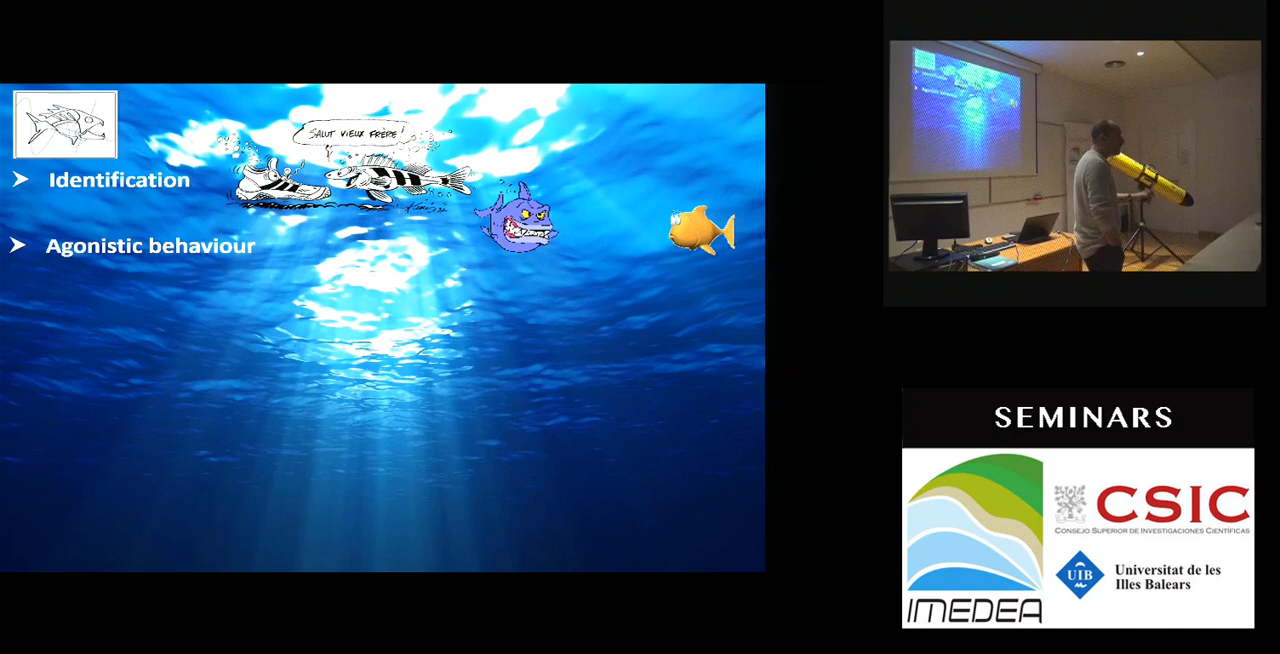 SALUT VIEUX FRÈRE !
Identification
Agonistic behaviour
SEMINARS
CSIC
CONSEJO SUPERIOR DE INVESTIGACIONES CIENTÍFICAS
UIB
Universitat de les
Illes Balears
IMEDEA